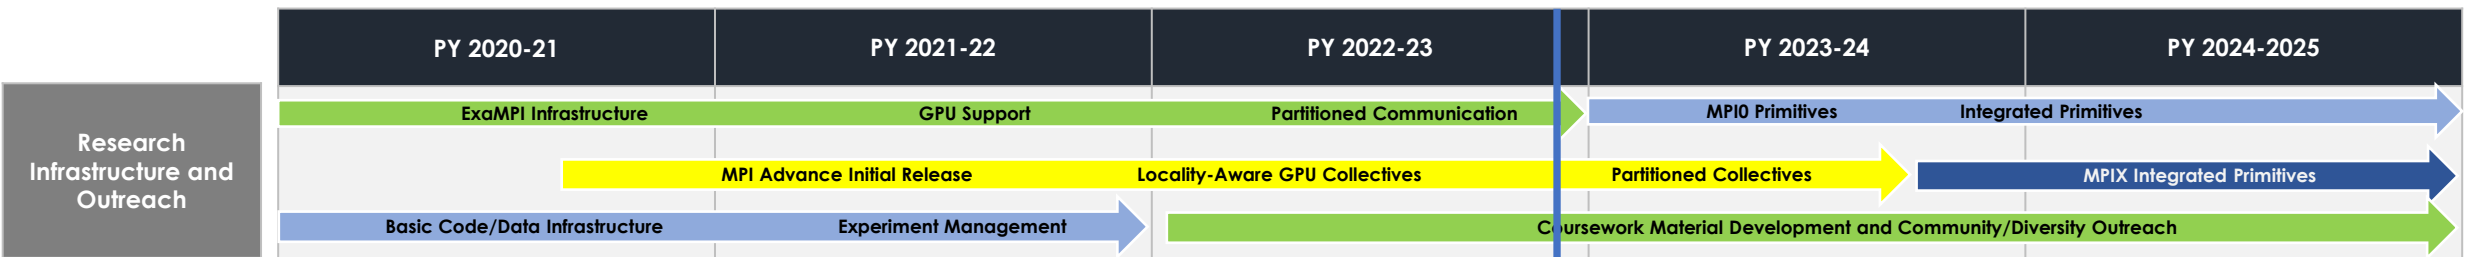 PY 2020-21
PY 2021-22
PY 2022-23
PY 2023-24
PY 2024-2025
Research
Infrastructure and
Outreach
ExaMPI Infrastructure
GPU Support
Partitioned Communication
MPI0 Primitives
Integrated Primitives
MPI Advance Initial Release
Locality-Aware GPU Collectives
Partitioned Collectives
MPIX Integrated Primitives
Basic Code/Data Infrastructure
Experiment Management
Coursework Material Development and Community/Diversity Outreach